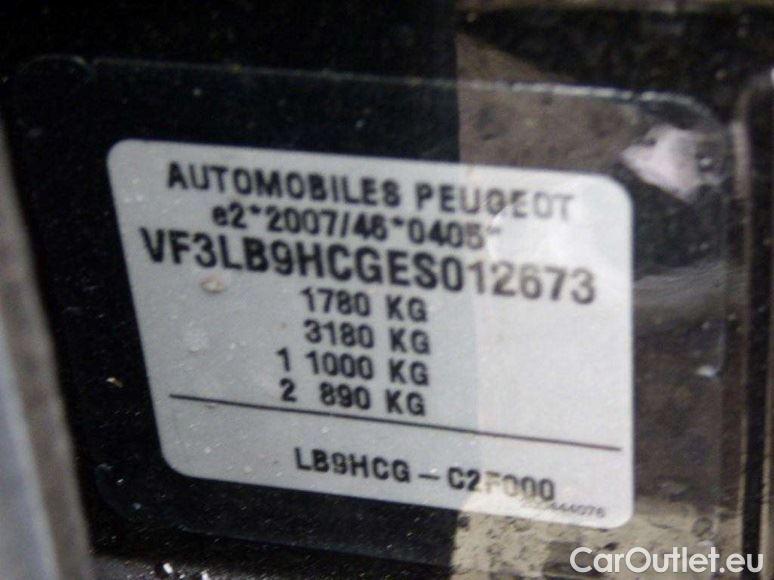 AUTOMOBILES PEUGEOT
e2*2007/46*0405*
VF3LB9HCGES012673
1780 KG
3180 KG
1 1000 KG
2 890 KG
LB9HCG - C2F000
CarOutlet.eu